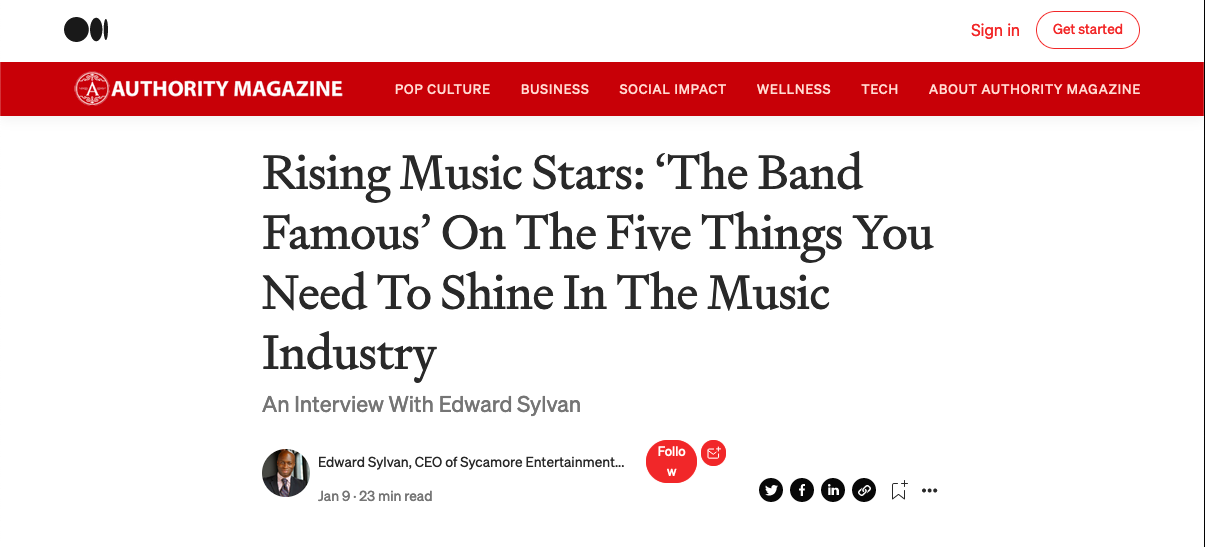 Sign in
Get started
AUTHORITY MAGAZINE
POP CULTURE
BUSINESS
SOCIAL IMPACT
WELLNESS
TECH
ABOUT AUTHORITY MAGAZINE
Rising Music Stars: ‘The Band
Famous’ On The Five Things You
Need To Shine In The Music
Industry
An Interview With Edward Sylvan
Edward Sylvan, CEO of Sycamore Entertainment...
Follo
w
Jan 9 · 23 min read